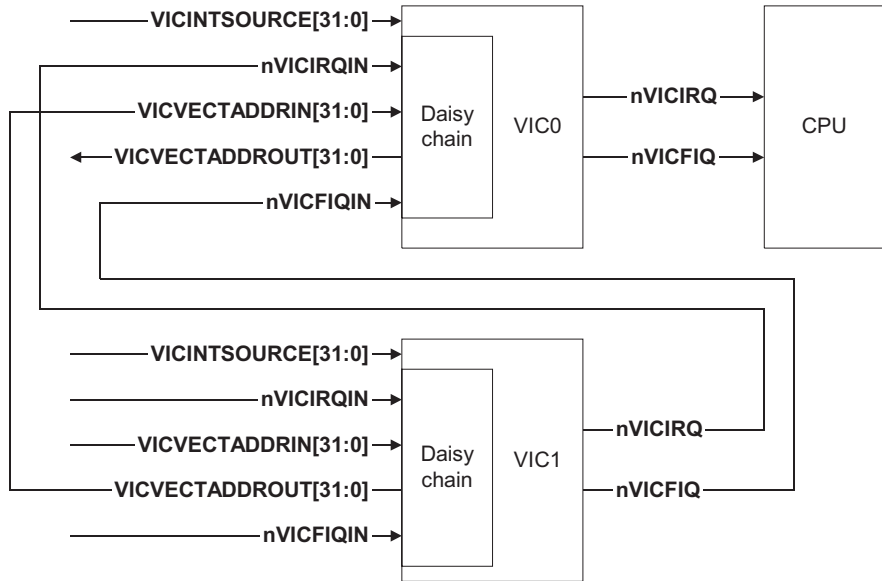 VICINTSOURCE[31:0]
nVICIRQIN
VICVECTADDRIN[31:0]
VICVECTADDROUT[31:0]
nVICFIQIN
Daisy
chain
VIC0
nVICIRQ
nVICFIQ
CPU
VICINTSOURCE[31:0]
nVICIRQIN
VICVECTADDRIN[31:0]
VICVECTADDROUT[31:0]
nVICFIQIN
Daisy
chain
VIC1
nVICIRQ
nVICFIQ